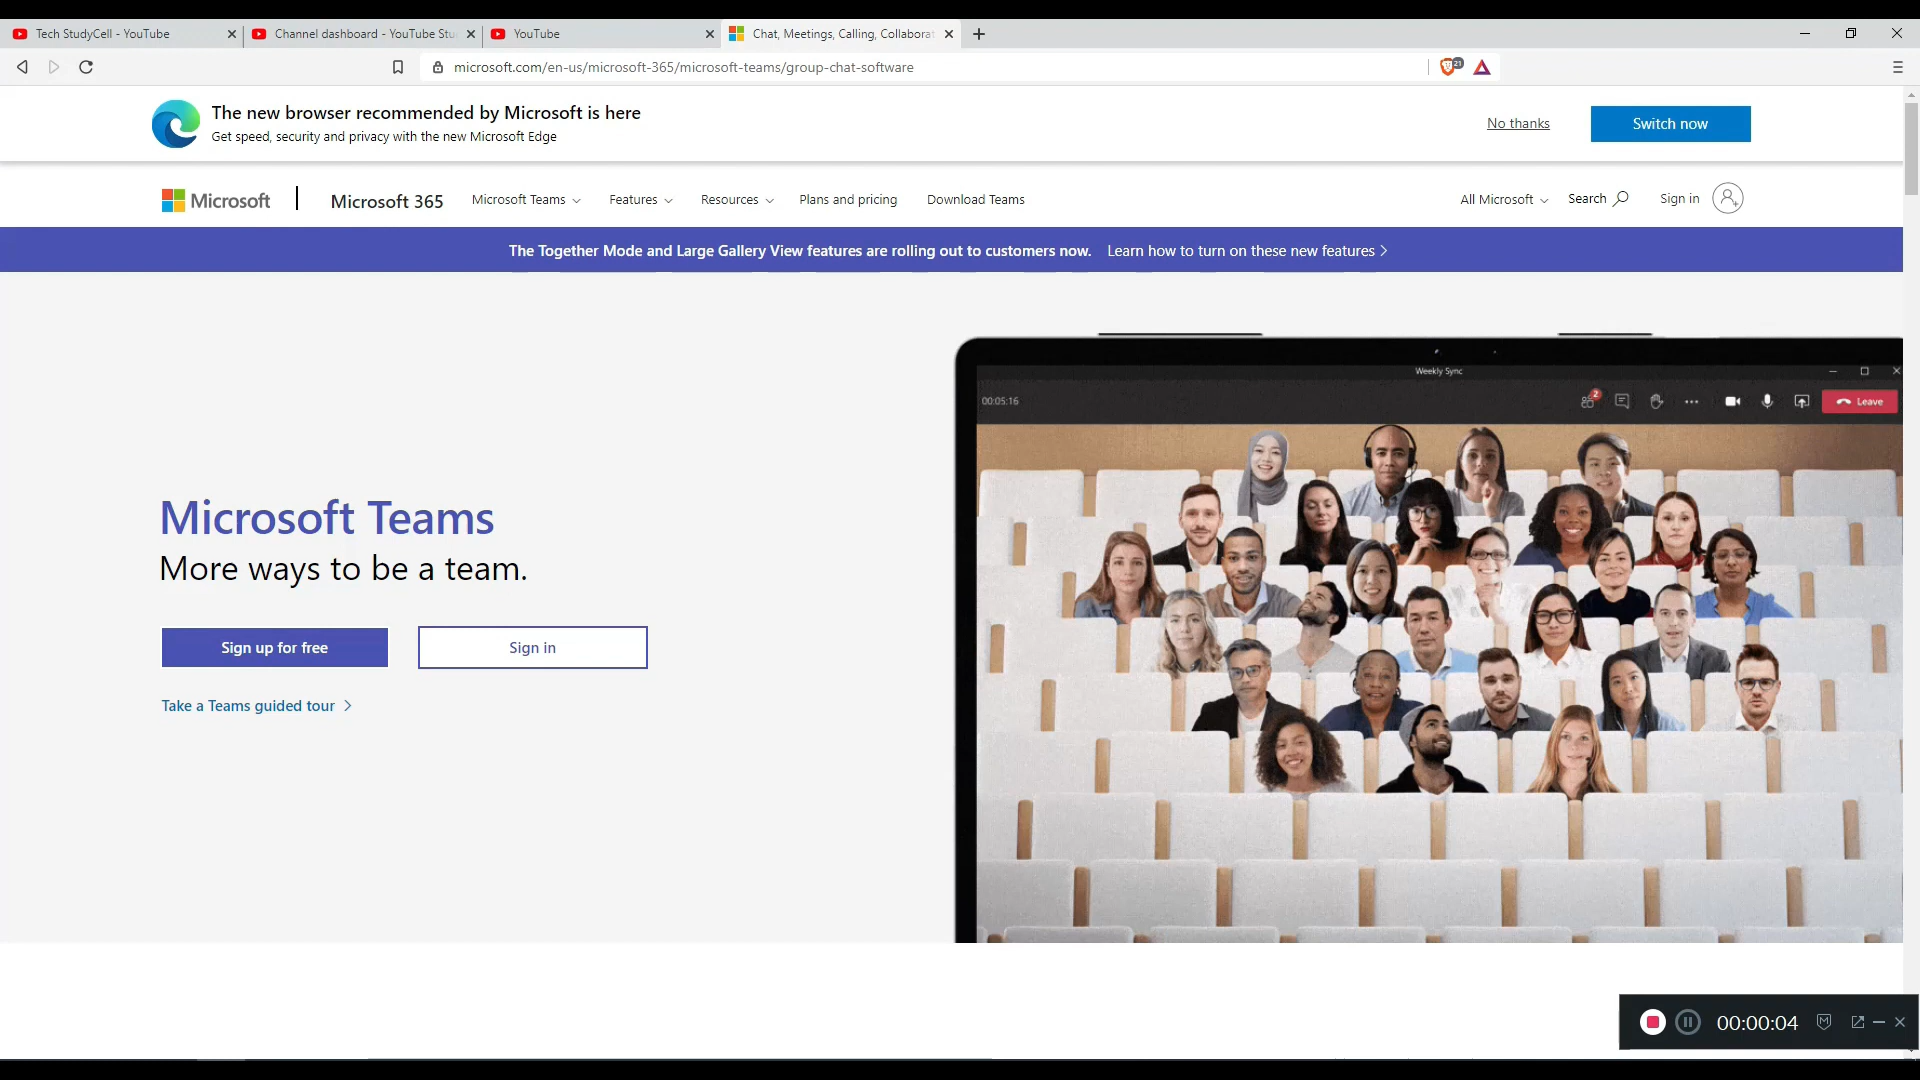 Tech StudyCell - YouTube
Channel dashboard - YouTube Stu
YouTube
Chat, Meetings, Calling, Collaborat
microsoft.com/en-us/microsoft-365/microsoft-teams/group-chat-software
21
The new browser recommended by Microsoft is here
Get speed, security and privacy with the new Microsoft Edge
No thanks
Switch now
Microsoft
Microsoft 365
Microsoft Teams
Features
Resources
Plans and pricing
Download Teams
All Microsoft
Search
Sign in
The Together Mode and Large Gallery View features are rolling out to customers now. Learn how to turn on these new features >
Weekly Sync
00:05:16
2
Leave
Microsoft Teams
More ways to be a team.
Sign up for free
Sign in
Take a Teams guided tour >
00:00:04